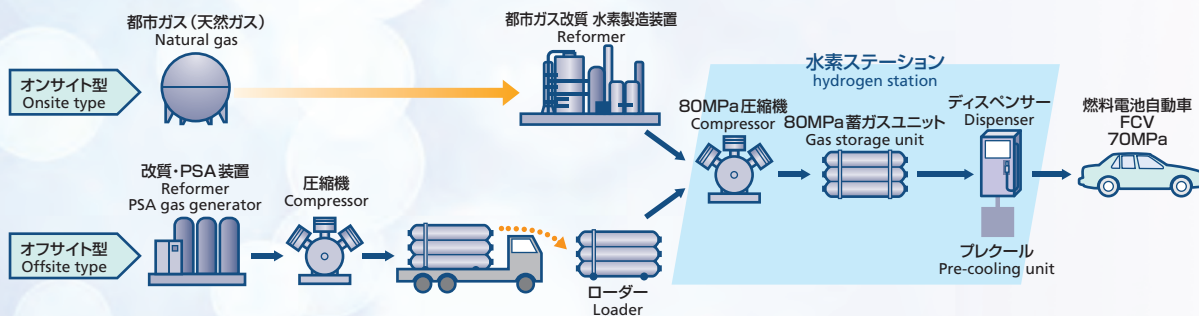 オンサイト型
Onsite type
都市ガス(天然ガス)
Natural gas
都市ガス改質 水素製造装置
Reformer
オフサイト型
Offsite type
改質・PSA装置
Reformer
PSA gas generator
圧縮機
Compressor
ローダー
Loader
水素ステーション
hydrogen station
80MPa圧縮機
Compressor
80MPa蓄ガスユニット
Gas storage unit
ディスペンサー
Dispenser
プレクール
Pre-cooling unit
燃料電池自動車
FCV
70MPa